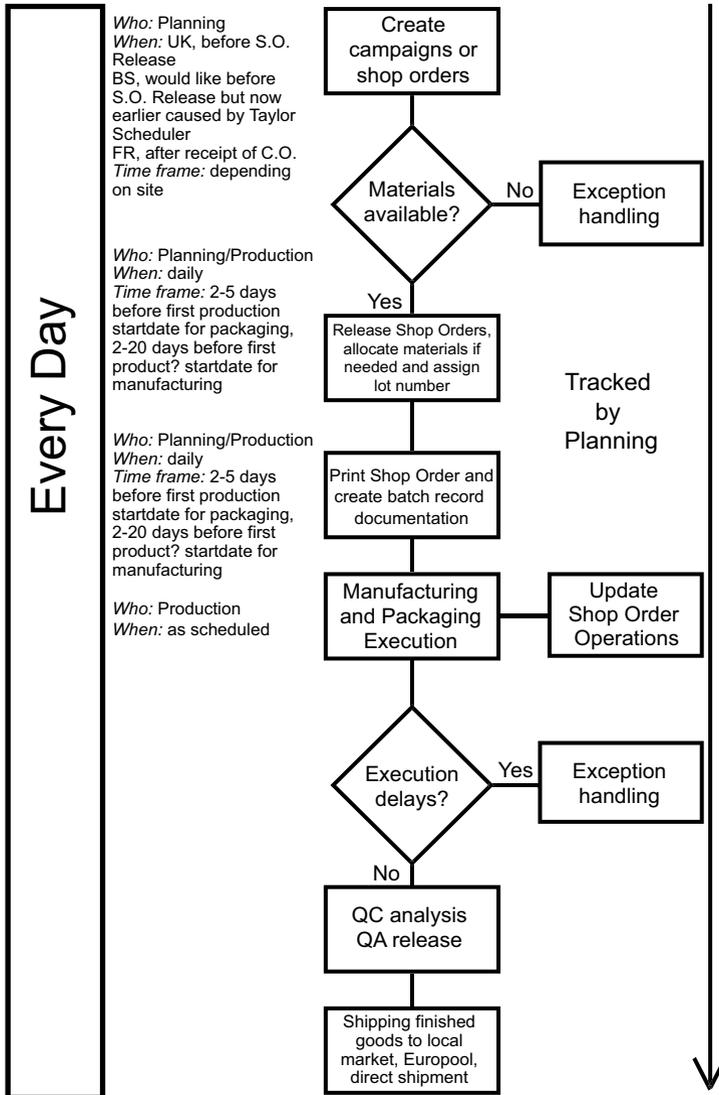 Every Day
Who: Planning
When: UK, before S.O.
Release
BS, would like before
S.O. Release but now
earlier caused by Taylor
Scheduler
FR, after receipt of C.O.
Time frame: depending
on site
Create
campaigns or
shop orders
Materials
available?
No
Exception
handling
Yes
Who: Planning/Production
When: daily
Time frame: 2-5 days
before first production
startdate for packaging,
2-20 days before first
product? startdate for
manufacturing
Release Shop Orders,
allocate materials if
needed and assign
lot number
Tracked
by
Planning
Who: Planning/Production
When: daily
Time frame: 2-5 days
before first production
startdate for packaging,
2-20 days before first
product? startdate for
manufacturing
Print Shop Order and
create batch record
documentation
Who: Production
When: as scheduled
Manufacturing
and Packaging
Execution
Update
Shop Order
Operations
Execution
delays?
Yes
Exception
handling
No
QC analysis
QA release
Shipping finished
goods to local
market, Europool,
direct shipment